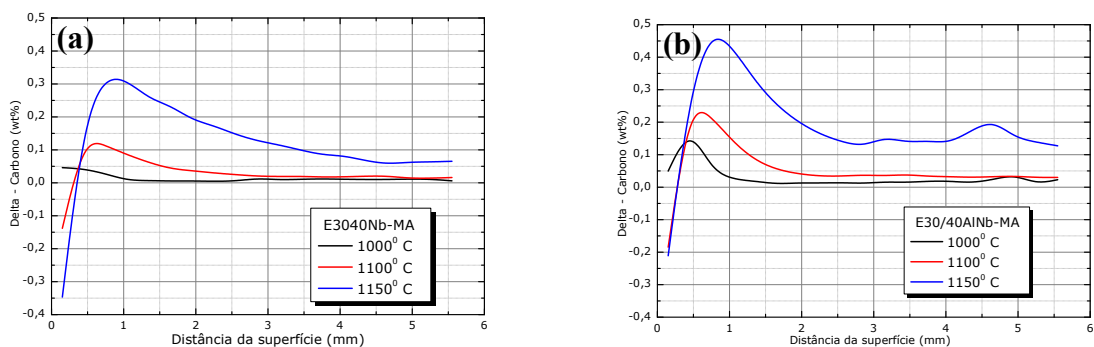 (a)
0,5
0,4
0,3
0,2
0,1
0,0
-0,1
-0,2
-0,3
-0,4
Delta - Carbono (wt%)
E3040Nb-MA
1000⁰ C
1100⁰ C
1150⁰ C
0 1 2 3 4 5 6
Distância da superfície (mm)
(b)
0,5
0,4
0,3
0,2
0,1
0,0
-0,1
-0,2
-0,3
-0,4
Delta - Carbono (wt%)
E30/40AlNb-MA
1000⁰ C
1100⁰ C
1150⁰ C
0 1 2 3 4 5 6
Distância da superfície (mm)